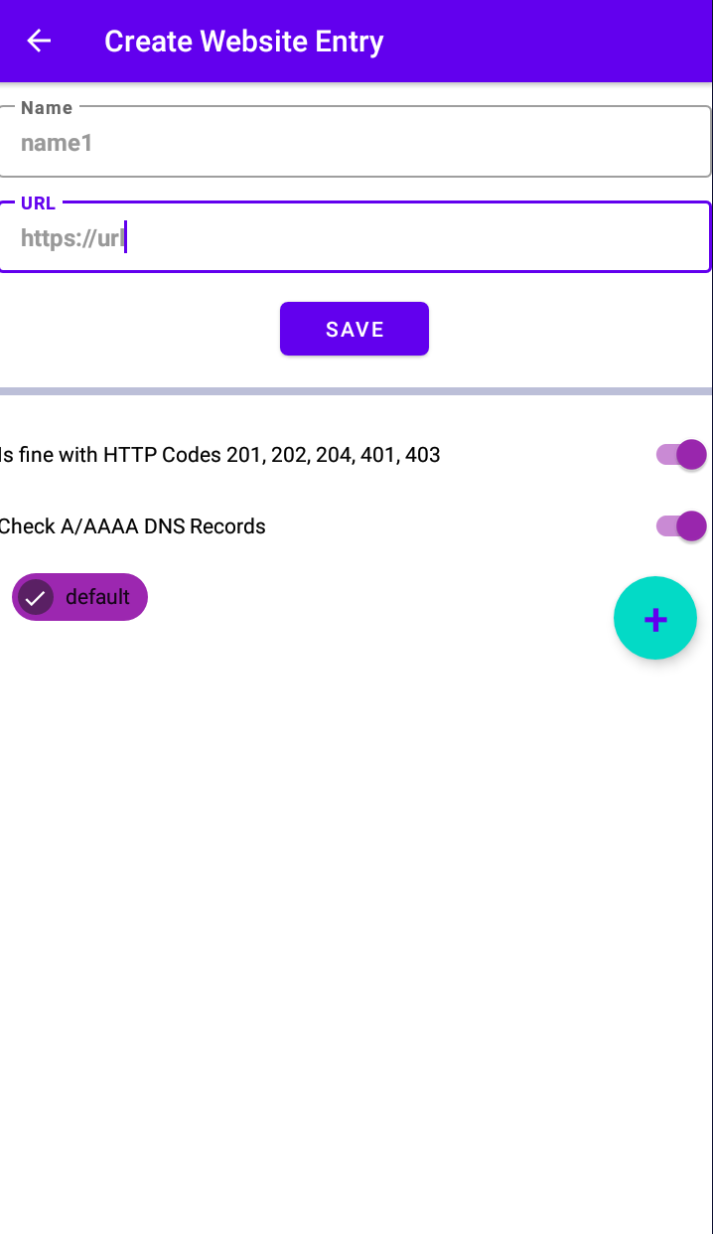 Create Website Entry
Name
name1
URL
https://url
SAVE
Is fine with HTTP Codes 201, 202, 204, 401, 403
Check A/AAAA DNS Records
default
+